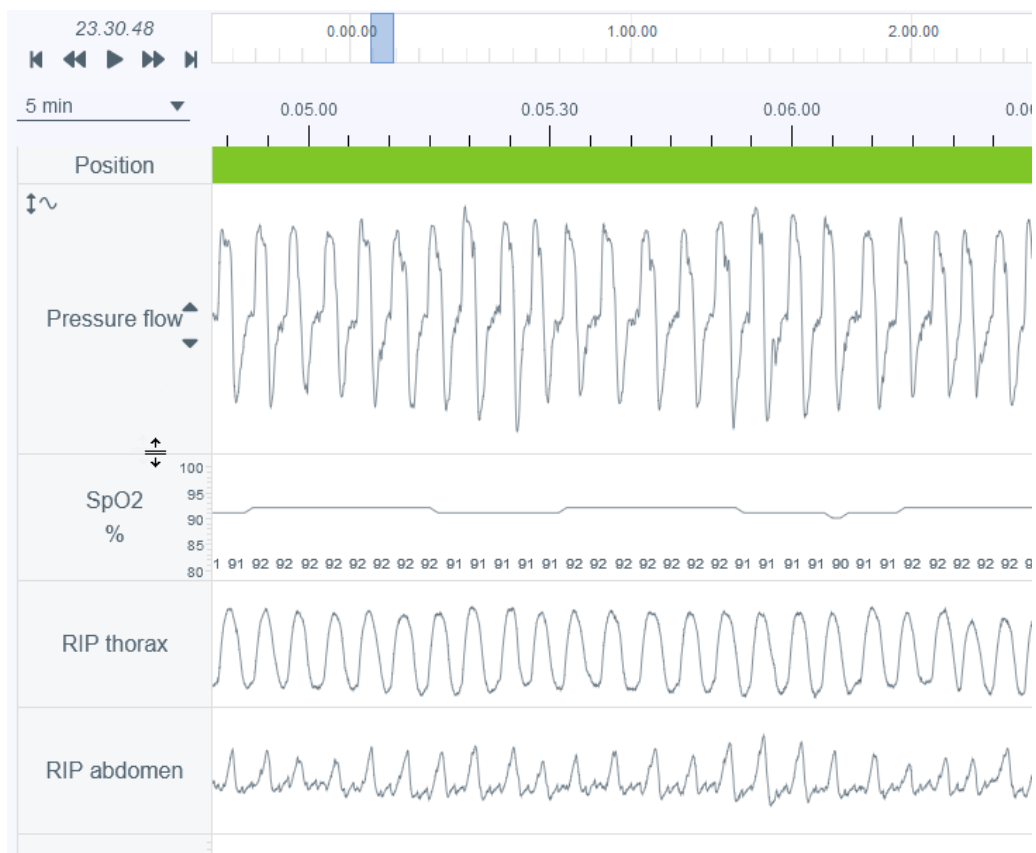 23.30.48
0.00.00 1.00.00 2.00.00
5 min
0.05.00 0.05.30 0.06.00
Position
Pressure flow
SpO2
%
100
95
90
85
80
1 91 92 92 92 92 92 92 92 91 91 91 91 91 92 92 92 92 92 92 92 91 91 91 91 90 91 91 92 92 92 92 92 9
RIP thorax
RIP abdomen